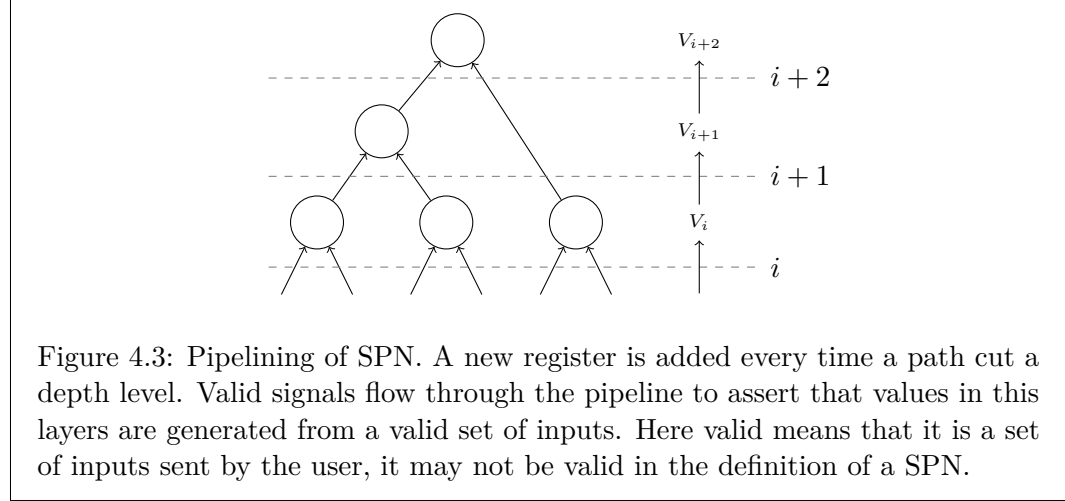 V_{i+2}
i + 2
V_{i+1}
i + 1
V_i
i
Figure 4.3: Pipelining of SPN. A new register is added every time a path cut a
depth level. Valid signals flow through the pipeline to assert that values in this
layers are generated from a valid set of inputs. Here valid means that it is a set
of inputs sent by the user, it may not be valid in the definition of a SPN.